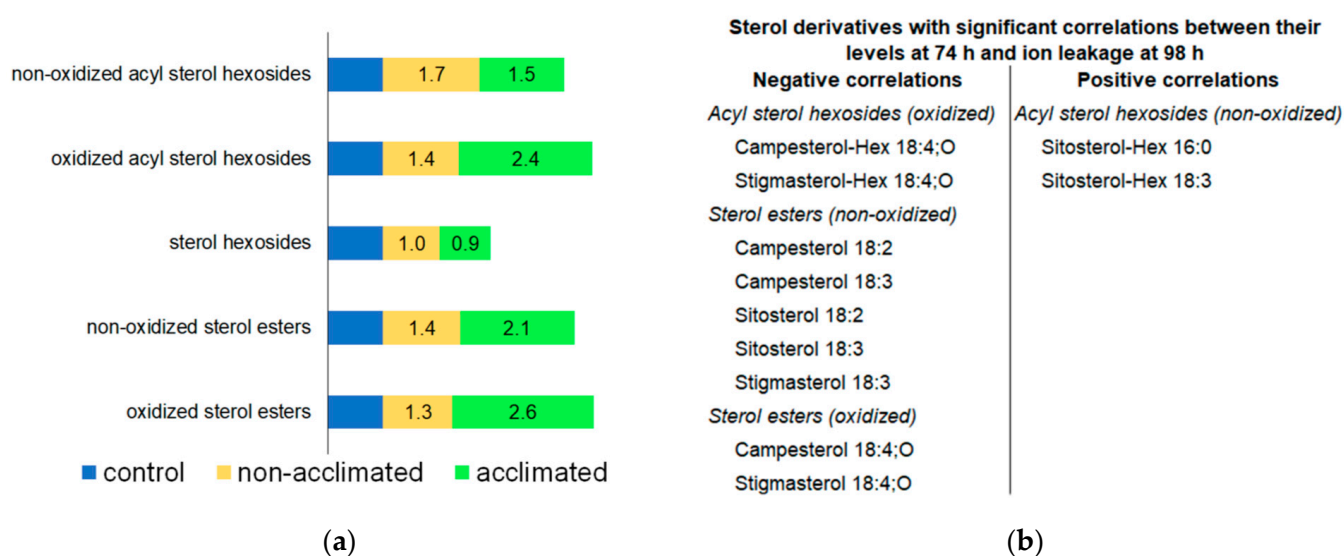 non-oxidized acyl sterol hexosides
1.7
1.5
oxidized acyl sterol hexosides
1.4
2.4
sterol hexosides
1.0
0.9
non-oxidized sterol esters
1.4
2.1
oxidized sterol esters
1.3
2.6
control
non-acclimated
acclimated
(a)
Sterol derivatives with significant correlations between their
levels at 74 h and ion leakage at 98 h
Negative correlations
Acyl sterol hexosides (oxidized)
Campesterol-Hex 18:4;O
Stigmasterol-Hex 18:4;O
Sterol esters (non-oxidized)
Campesterol 18:2
Campesterol 18:3
Sitosterol 18:2
Sitosterol 18:3
Stigmasterol 18:3
Sterol esters (oxidized)
Campesterol 18:4;O
Stigmasterol 18:4;O
Positive correlations
Acyl sterol hexosides (non-oxidized)
Sitosterol-Hex 16:0
Sitosterol-Hex 18:3
(b)